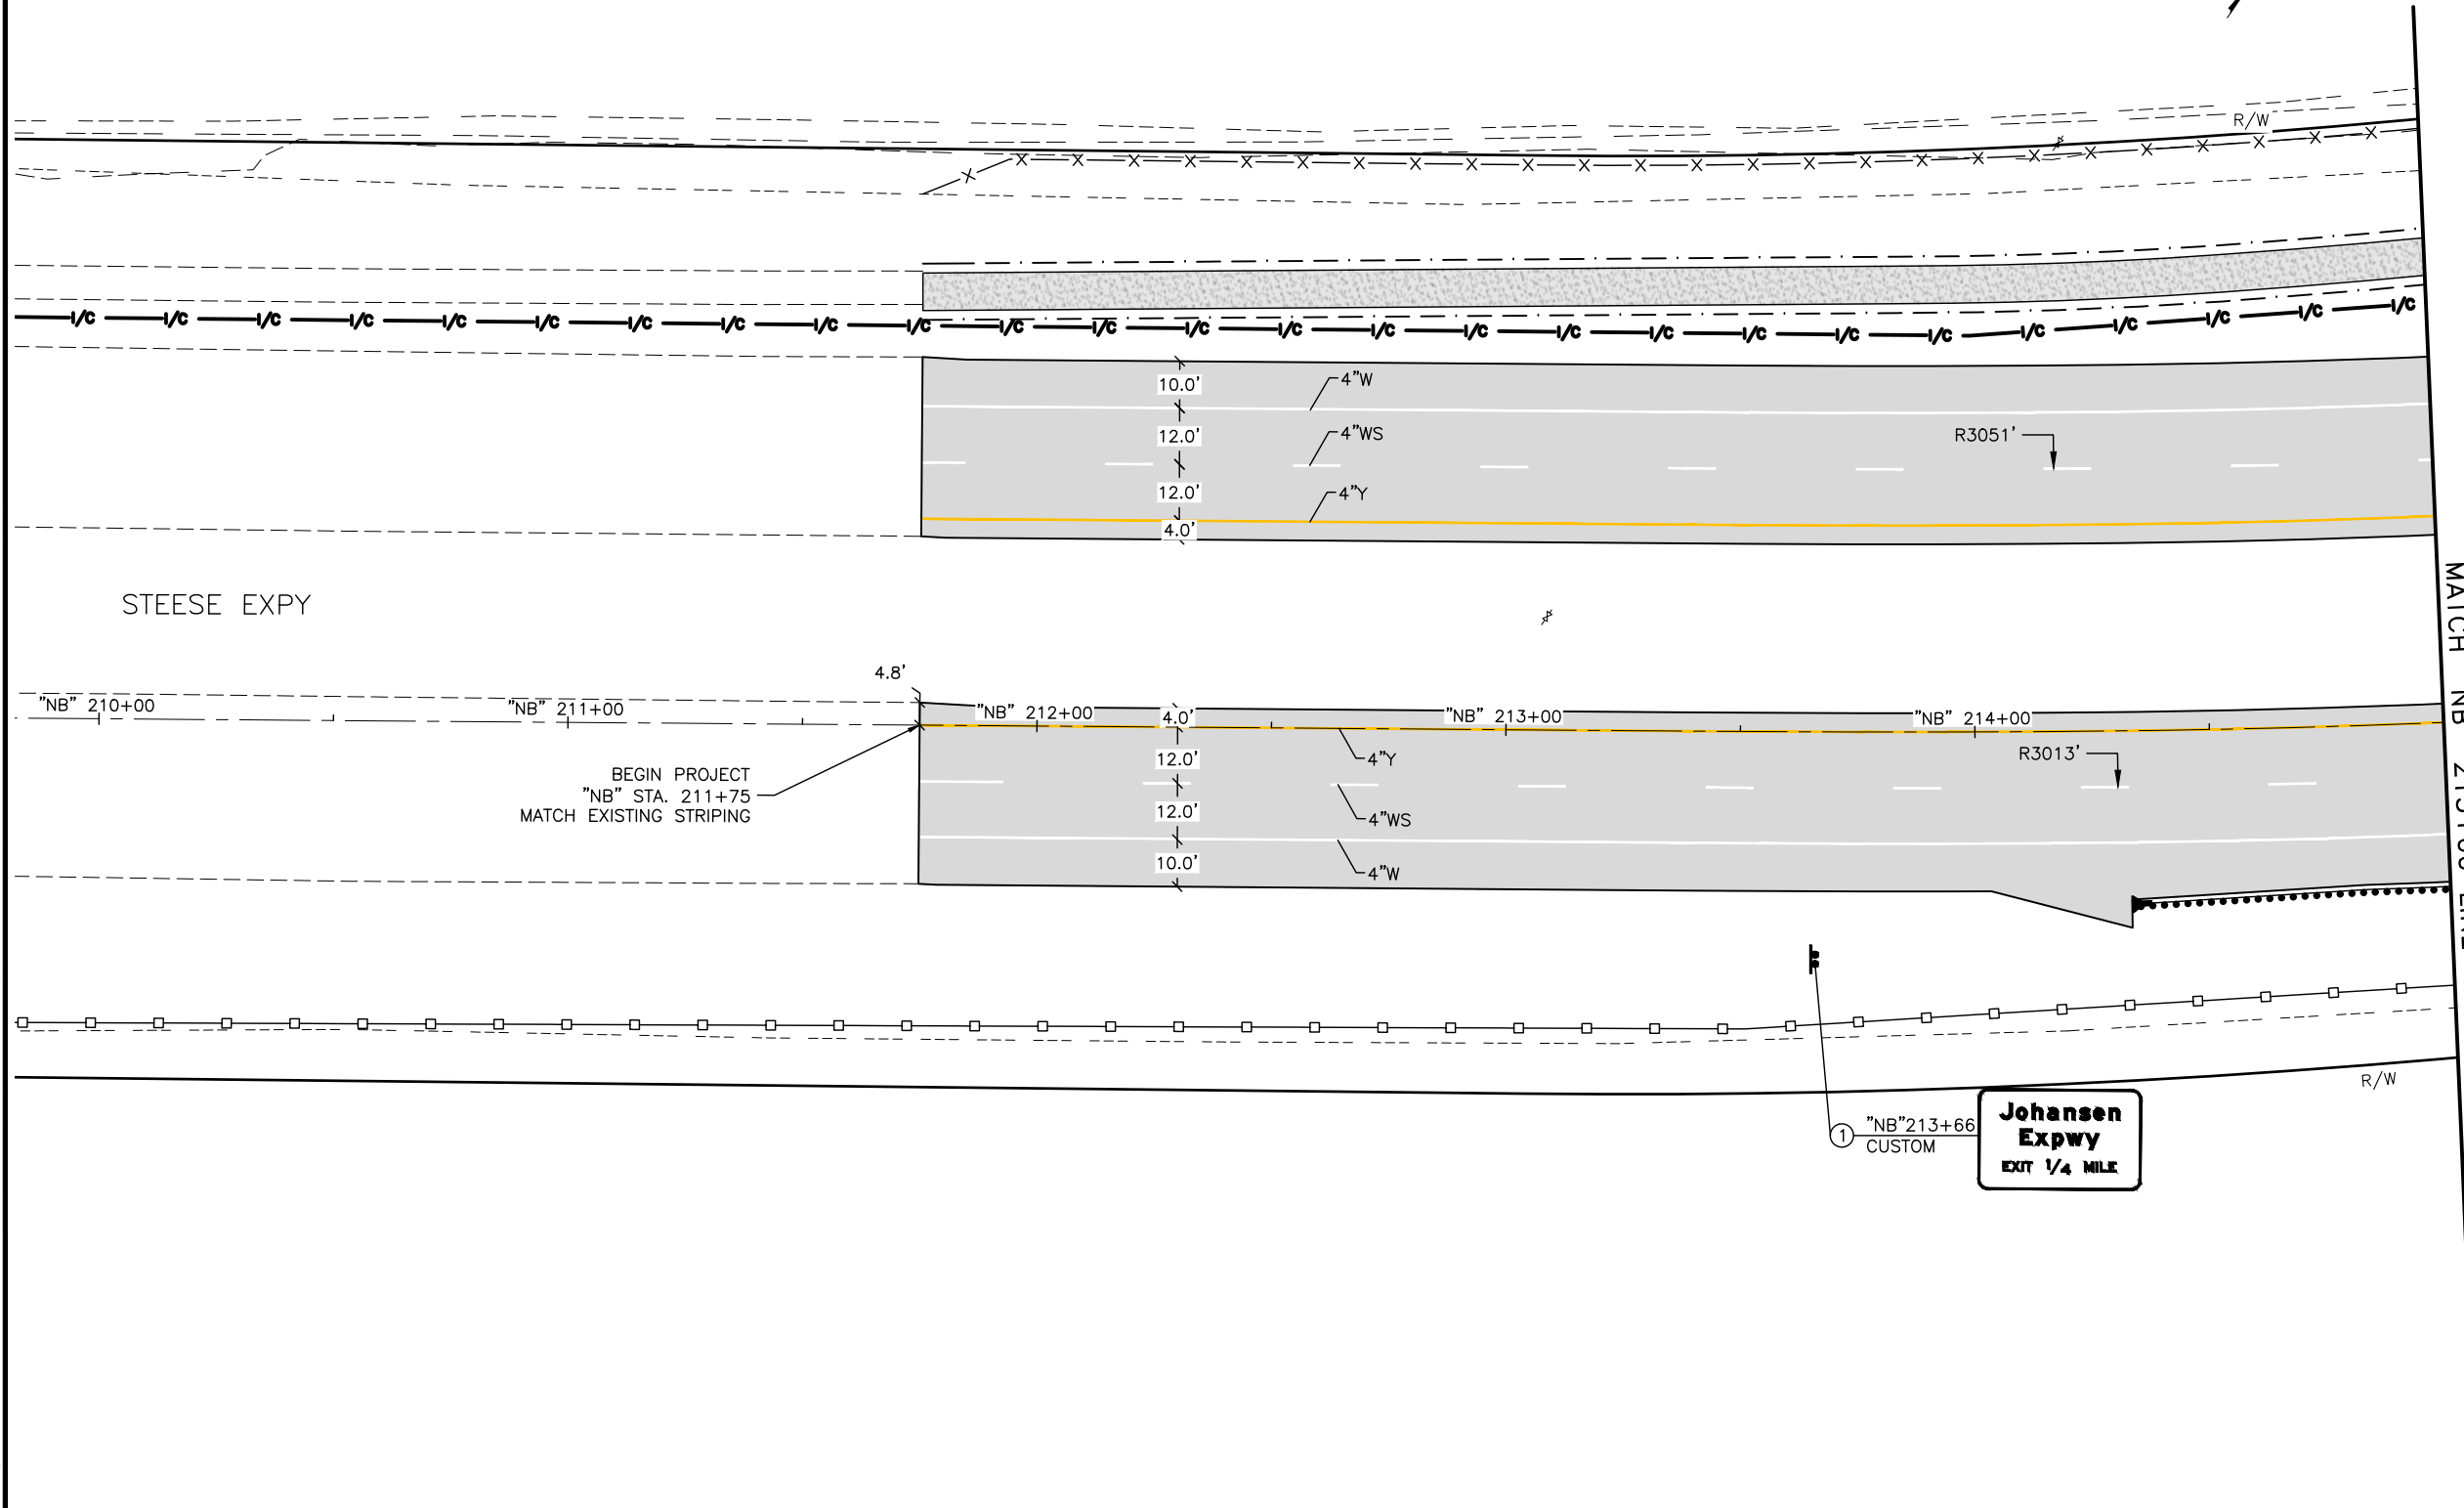 R/W
I/C I/C I/C I/C I/C I/C I/C I/C I/C I/C I/C I/C I/C I/C I/C I/C I/C I/C I/C I/C I/C I/C I/C I/C I/C I/C
10.0'
4"W
12.0'
4"WS
R3051'
12.0'
4"Y
4.0'
STEESE EXPY
4.8'
"NB" 210+00
"NB" 211+00
"NB" 212+00
4.0'
"NB" 213+00
"NB" 214+00
12.0'
4"Y
R3013'
BEGIN PROJECT
"NB" STA. 211+75
MATCH EXISTING STRIPING
12.0'
4"WS
10.0'
4"W
MATCH NB
R/W
1
"NB"213+66
CUSTOM
Johansen
Expwy
EXIT 1/4 MILE